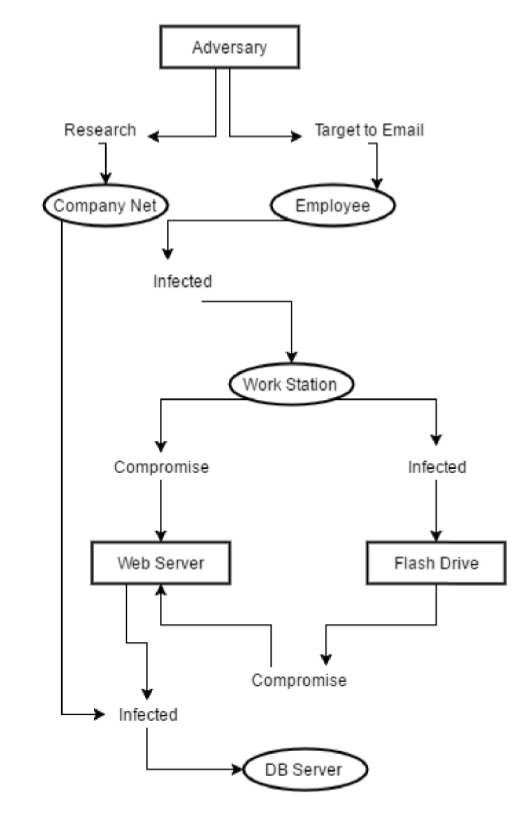 Adversary
Research
Target to Email
Company Net
Employee
Infected
Work Station
Compromise
Infected
Web Server
Flash Drive
Compromise
Infected
DB Server